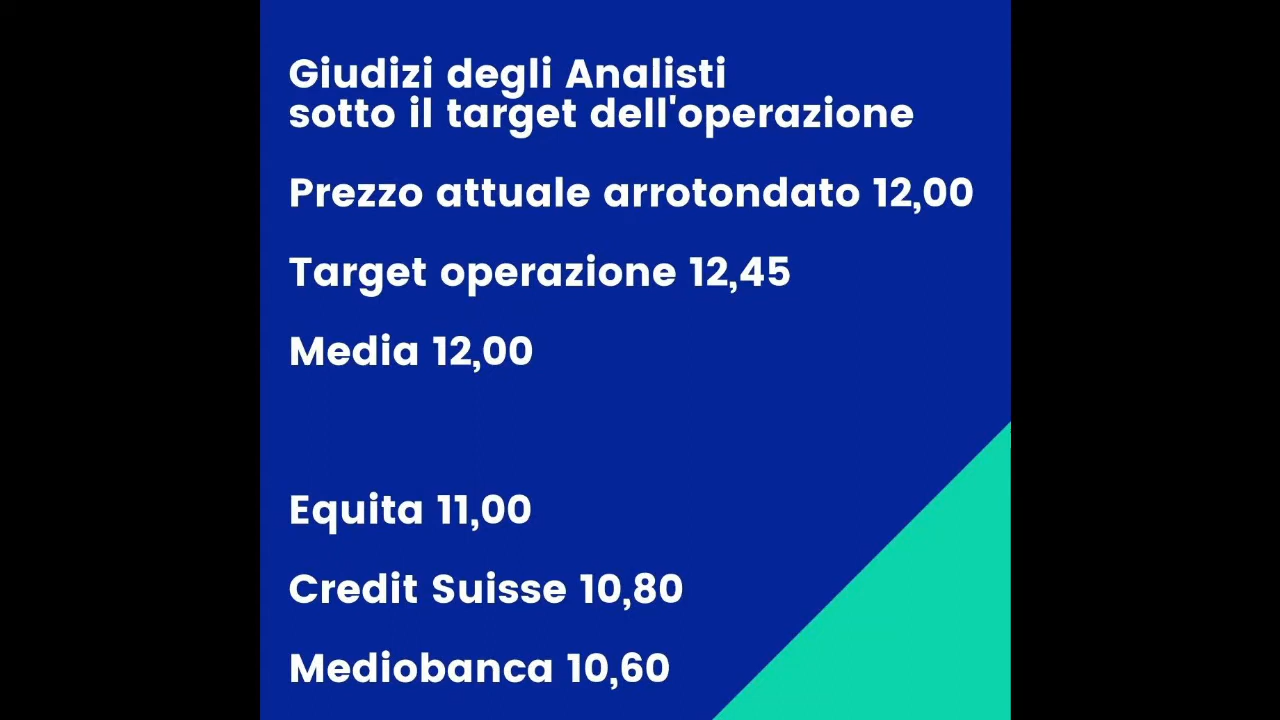 Giudizi degli Analisti
sotto il target dell'operazione
Prezzo attuale arrotondato 12,00
Target operazione 12,45
Media 12,00
Equita 11,00
Credit Suisse 10,80
Mediobanca 10,60